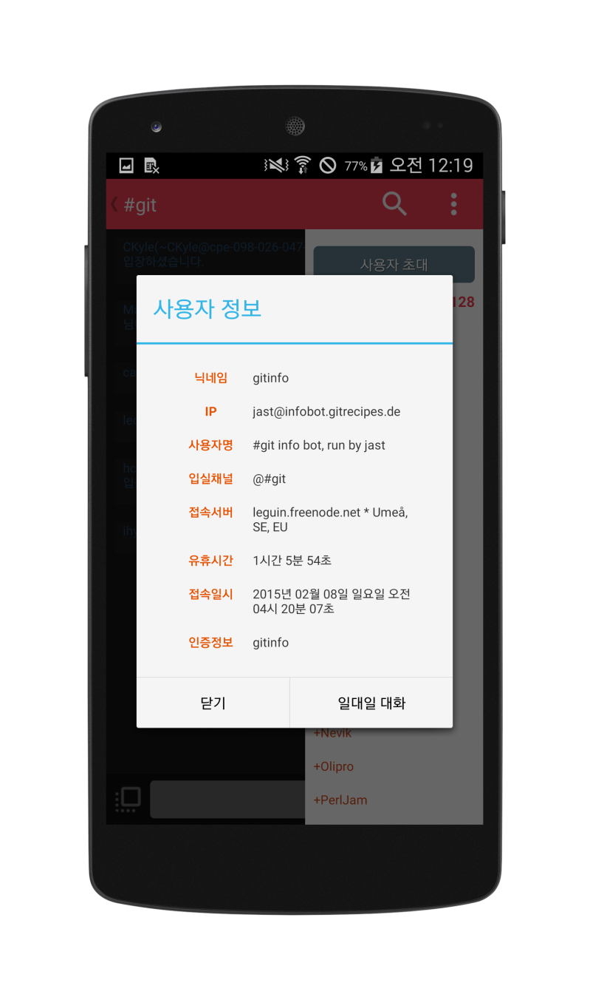 77% 오전 12:19
#git
CKyle(~CKyle@cpe-098-026-047
입장하셨습니다.
사용자 초대
128
사용자 정보
닉네임 gitinfo
IP jast@infobot.gitrecipes.de
사용자명 #git info bot, run by jast
입실채널 @#git
접속서버 leguin.freenode.net * Umeå,
SE, EU
유휴시간 1시간 5분 54초
접속일시 2015년 02월 08일 일요일 오전
04시 20분 07초
인증정보 gitinfo
닫기 일대일 대화
+Nevik
+Olipro
+PerlJam